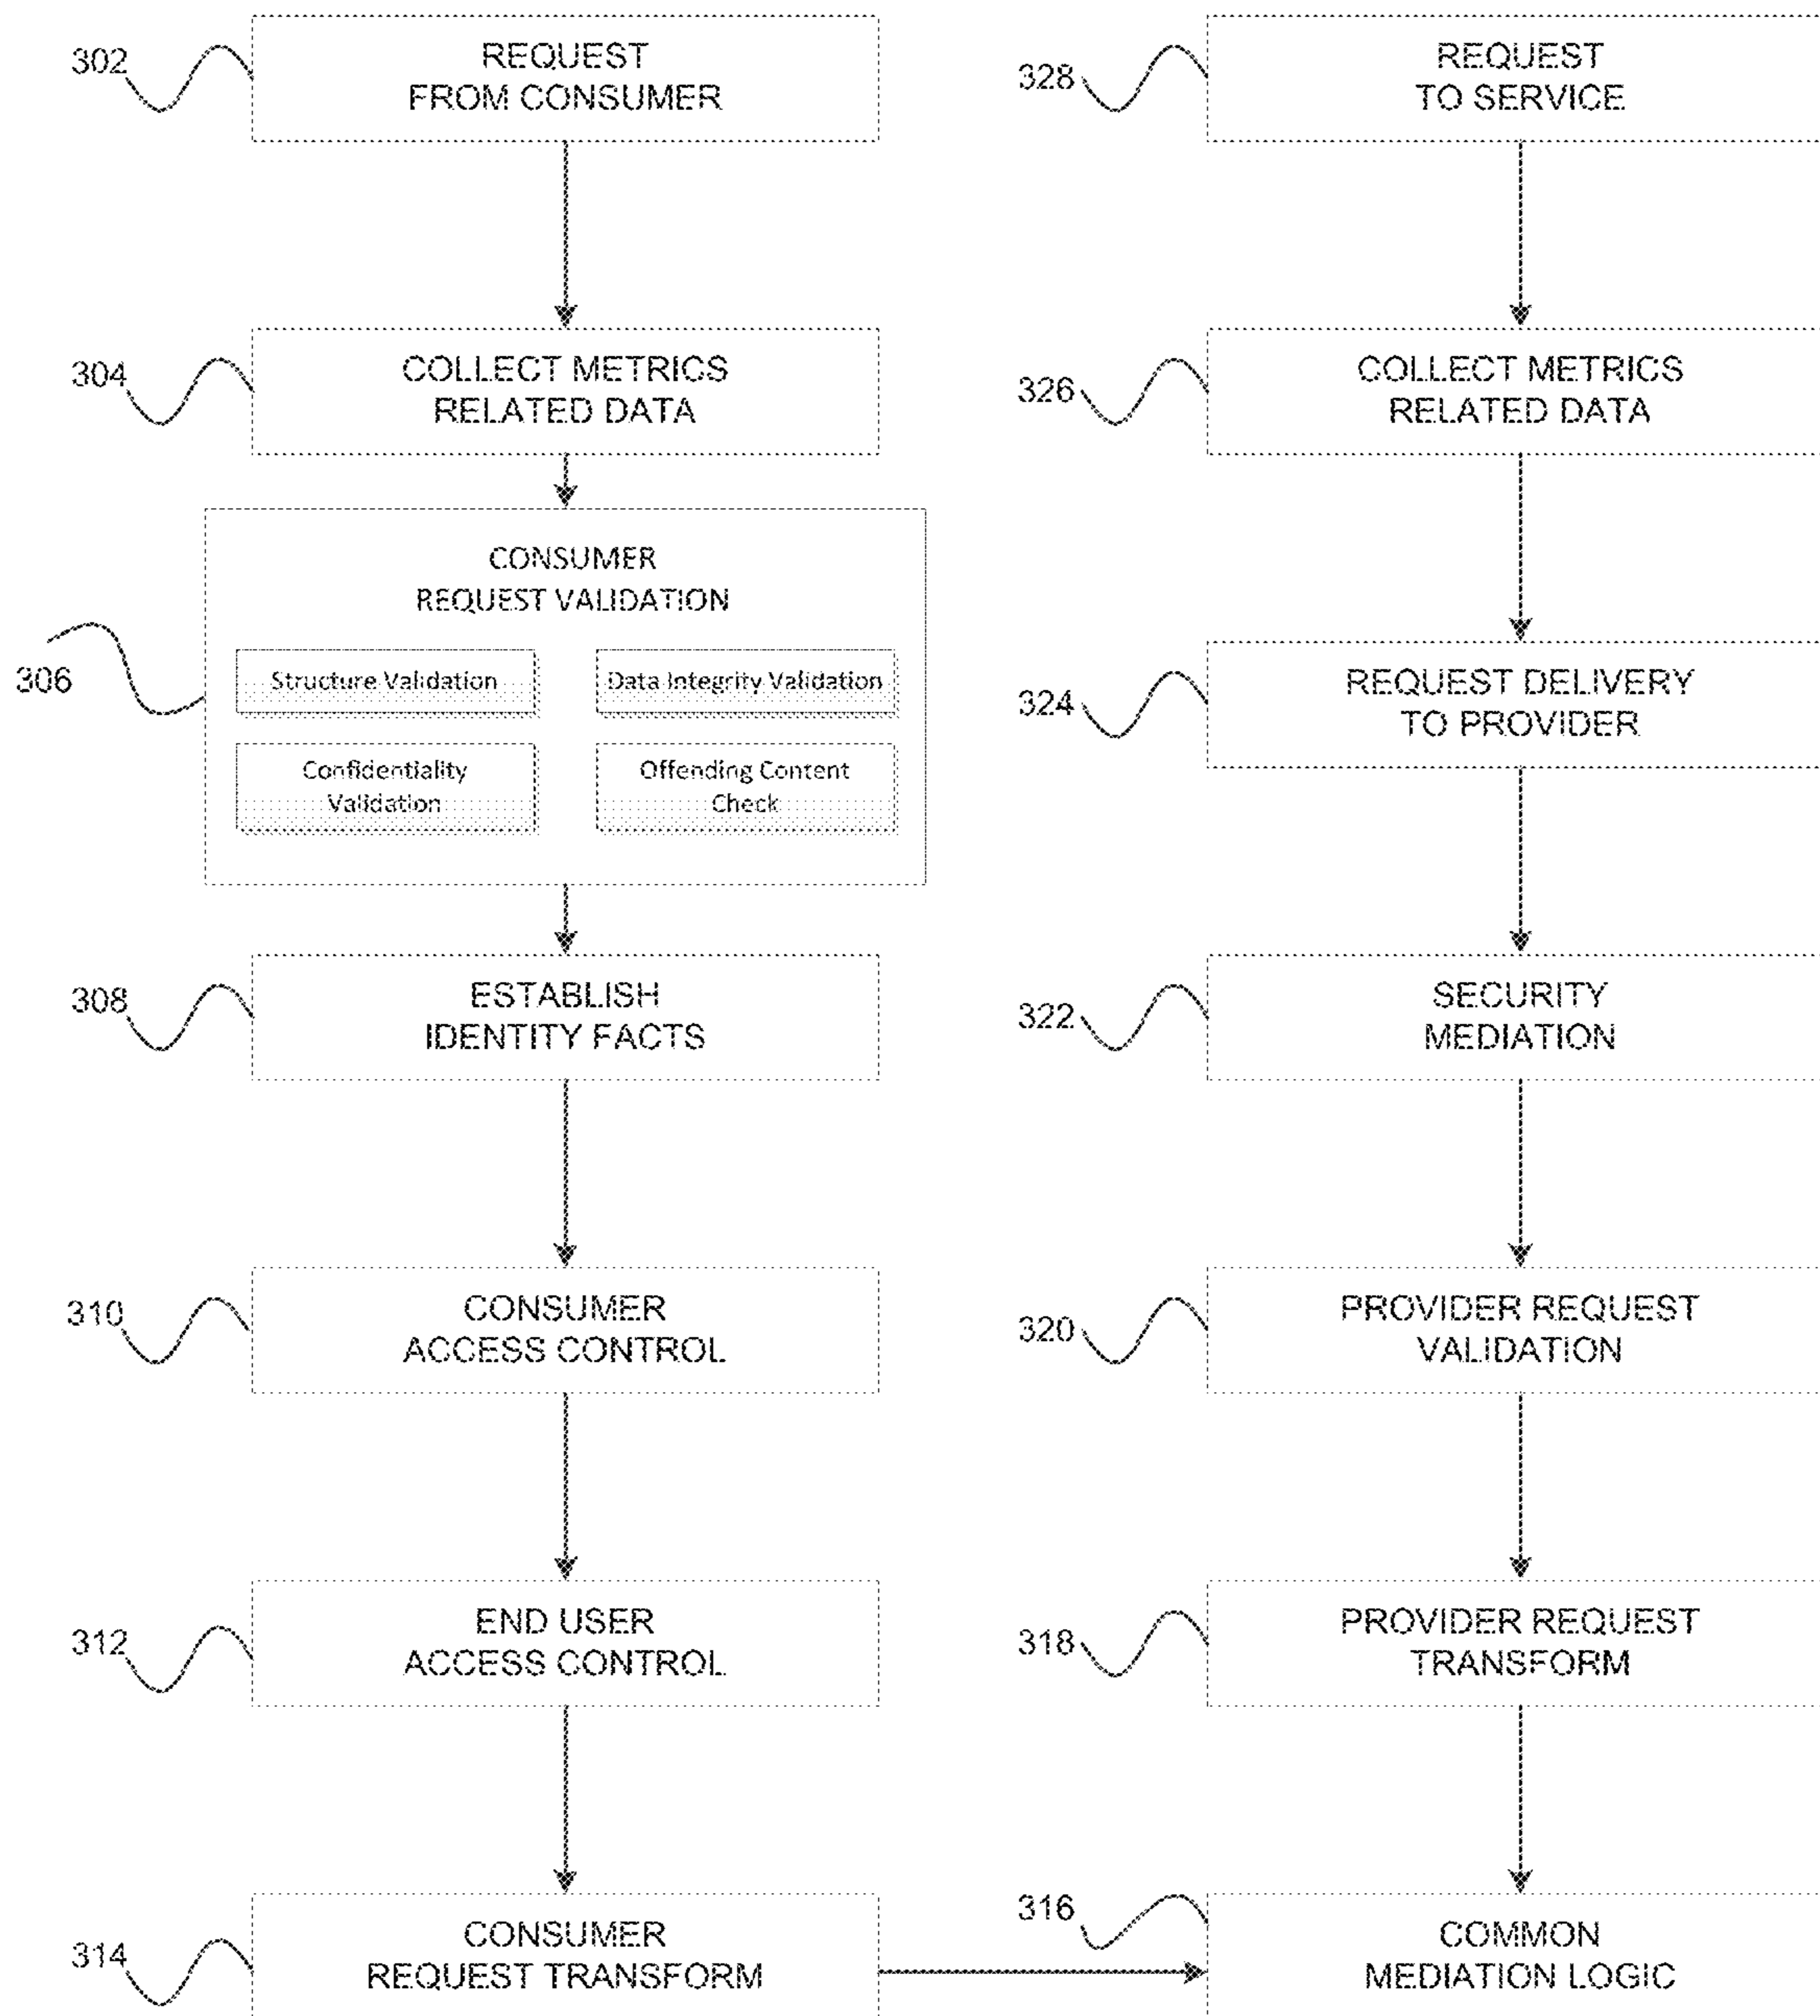 302
REQUEST
FROM CONSUMER
304
COLLECT METRICS
RELATED DATA
306
CONSUMER
REQUEST VALIDATION
Structure Validation
Data Integrity Validation
Confidentiality
Validation
Offending Content
Check
308
ESTABLISH
IDENTITY FACTS
310
CONSUMER
ACCESS CONTROL
312
END USER
ACCESS CONTROL
314
CONSUMER
REQUEST TRANSFORM
328
REQUEST
TO SERVICE
326
COLLECT METRICS
RELATED DATA
324
REQUEST DELIVERY
TO PROVIDER
322
SECURITY
MEDIATION
320
PROVIDER REQUEST
VALIDATION
318
PROVIDER REQUEST
TRANSFORM
316
COMMON
MEDIATION LOGIC